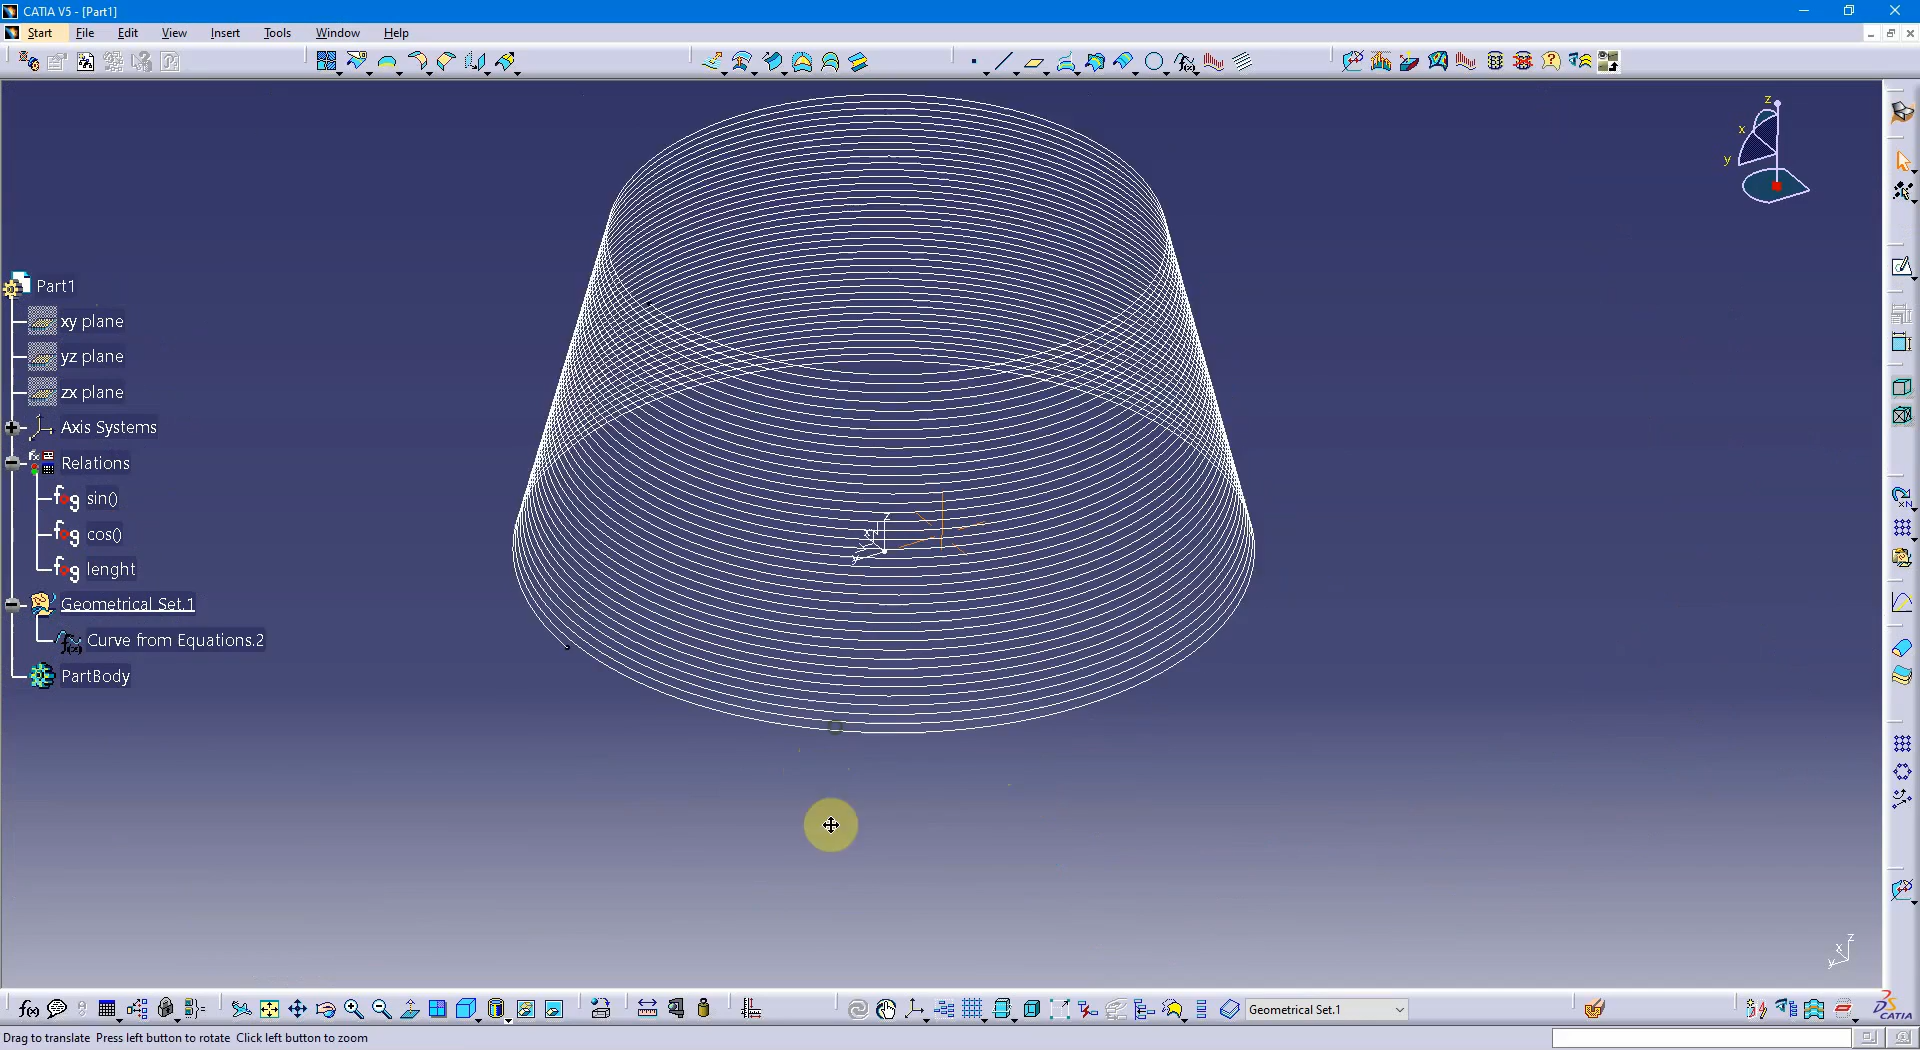 CATIA V5 - [Part1]
Start File Edit View Insert Tools Window Help
z
x
y
Part1
xy plane
yz plane
zx plane
Axis Systems
Relations
sin()
cos()
lenght
Geometrical Set.1
Curve from Equations.2
PartBody
z
x
y
z
x
y
Geometrical Set.1
CATIA
Drag to translate Press left button to rotate Click left button to zoom